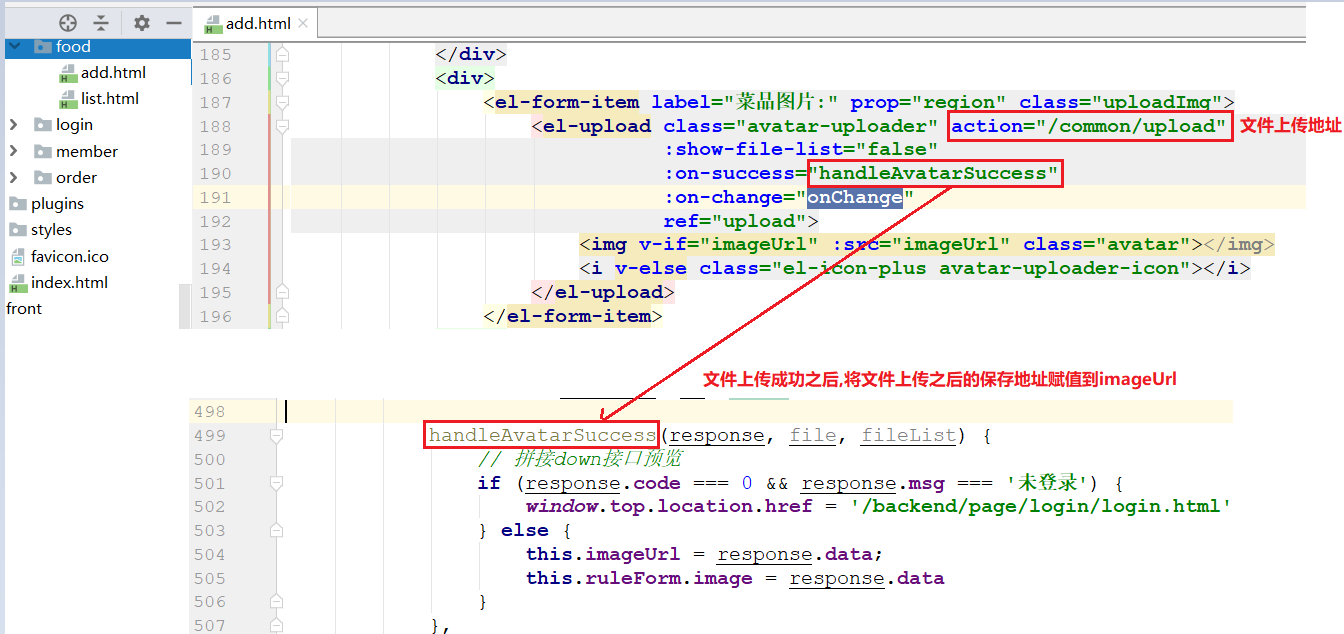 add.html
food
add.html
list.html
login
member
order
plugins
styles
favicon.ico
index.html
front
185 </div>
186 <div>
187 <el-form-item label="菜品图片:" prop="region" class="uploadImg">
188 <el-upload class="avatar-uploader" action="/common/upload" 文件上传地址
189 :show-file-list="false"
190 :on-success="handleAvatarSuccess"
191 :on-change="onChange"
192 ref="upload">
193 <img v-if="imageUrl" :src="imageUrl" class="avatar"></img>
194 <i v-else class="el-icon-plus avatar-uploader-icon"></i>
195 </el-upload>
196 </el-form-item>
文件上传成功之后,将文件上传之后的保存地址赋值到imageUrl
498
499 handleAvatarSuccess(response, file, fileList) {
500 // 拼接down接口预览
501 if (response.code === 0 && response.msg === '未登录') {
502 window.top.location.href = '/backend/page/login/login.html'
503 } else {
504 this.imageUrl = response.data;
505 this.ruleForm.image = response.data
506 }
507 },